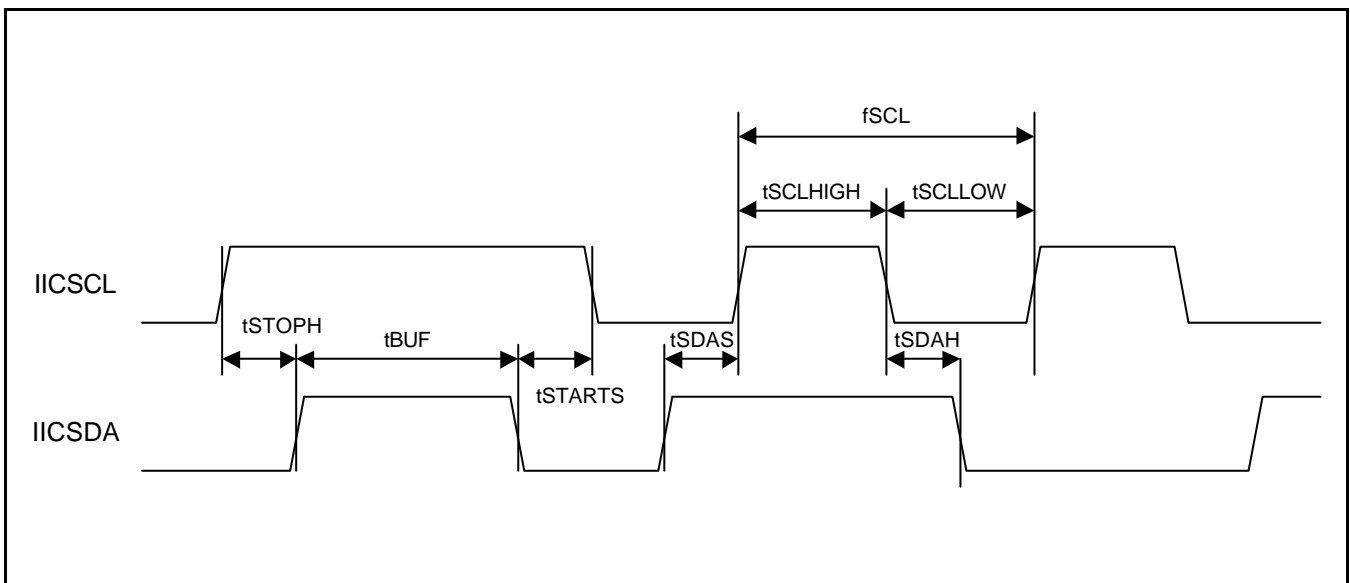 fSCL
tSCLHIGH tSCLLOW
IICSCL
tSTOPH tBUF tSDAS tSDAH
tSTARTS
IICSDA